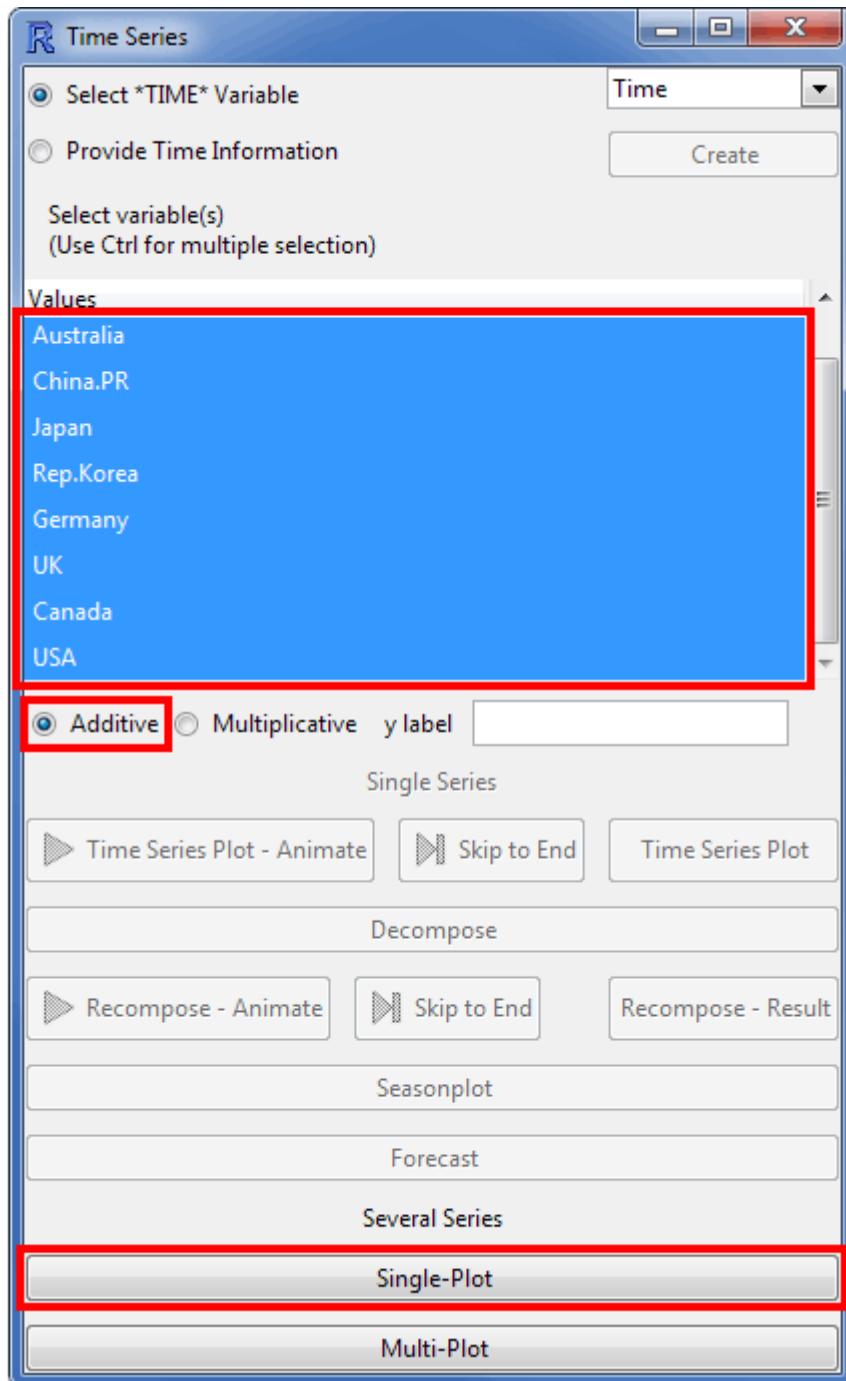 Time Series
Select *TIME* Variable Time
Provide Time Information Create
Select variable(s)
(Use Ctrl for multiple selection)
Values
Australia
China.PR
Japan
Rep.Korea
Germany
UK
Canada
USA
Additive Multiplicative y label
Single Series
Time Series Plot - Animate Skip to End Time Series Plot
Decompose
Recompose - Animate Skip to End Recompose - Result
Seasonplot
Forecast
Several Series
Single-Plot
Multi-Plot